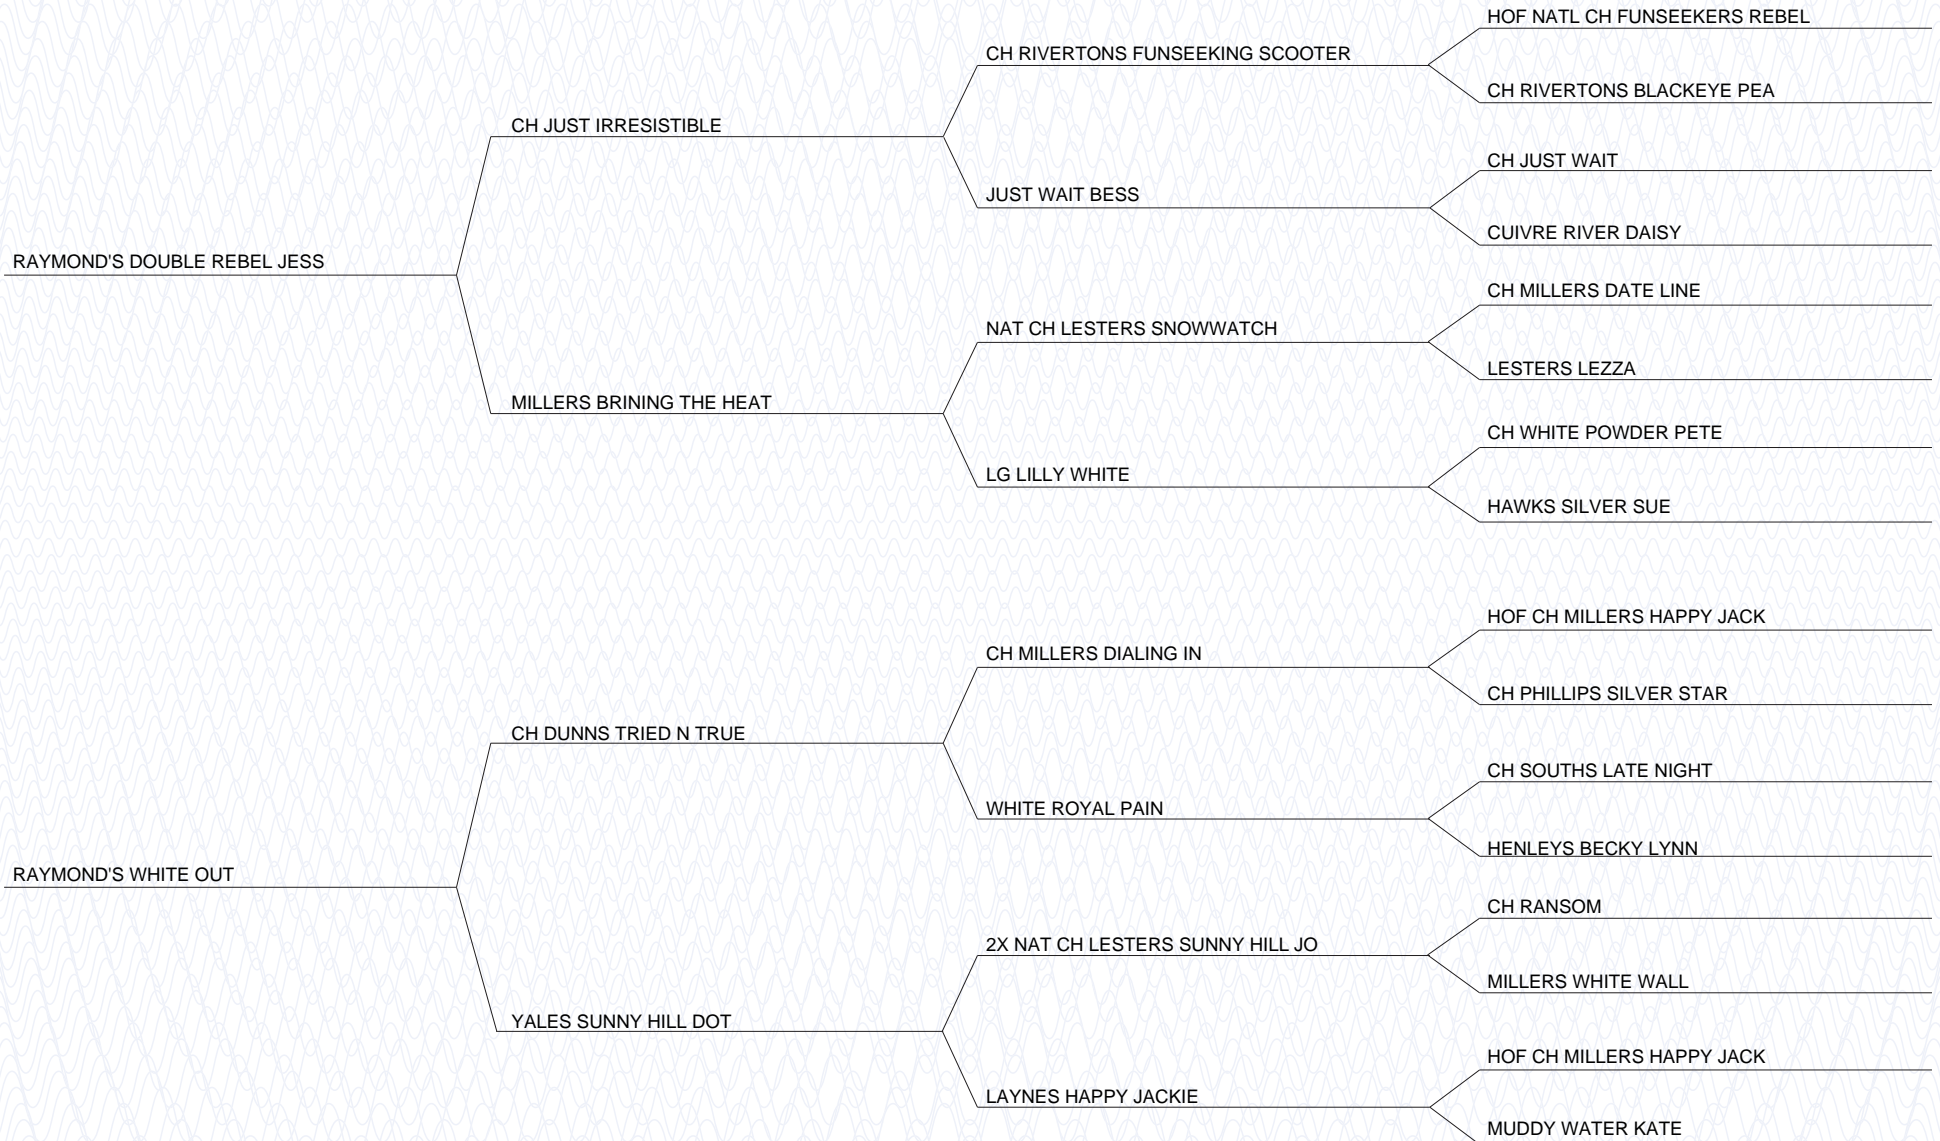 HOF NATL CH FUNSEEKERS REBEL
CH RIVERTONS FUNSEEKING SCOOTER
CH RIVERTONS BLACKEYE PEA
CH JUST IRRESISTIBLE
CH JUST WAIT
JUST WAIT BESS
CUIVRE RIVER DAISY
RAYMOND'S DOUBLE REBEL JESS
CH MILLERS DATE LINE
NAT CH LESTERS SNOWWATCH
LESTERS LEZZA
MILLERS BRINING THE HEAT
CH WHITE POWDER PETE
LG LILLY WHITE
HAWKS SILVER SUE
HOF CH MILLERS HAPPY JACK
CH MILLERS DIALING IN
CH PHILLIPS SILVER STAR
CH DUNNS TRIED N TRUE
CH SOUTHS LATE NIGHT
WHITE ROYAL PAIN
HENLEYS BECKY LYNN
RAYMOND'S WHITE OUT
CH RANSOM
2X NAT CH LESTERS SUNNY HILL JO
MILLERS WHITE WALL
YALES SUNNY HILL DOT
HOF CH MILLERS HAPPY JACK
LAYNES HAPPY JACKIE
MUDDY WATER KATE